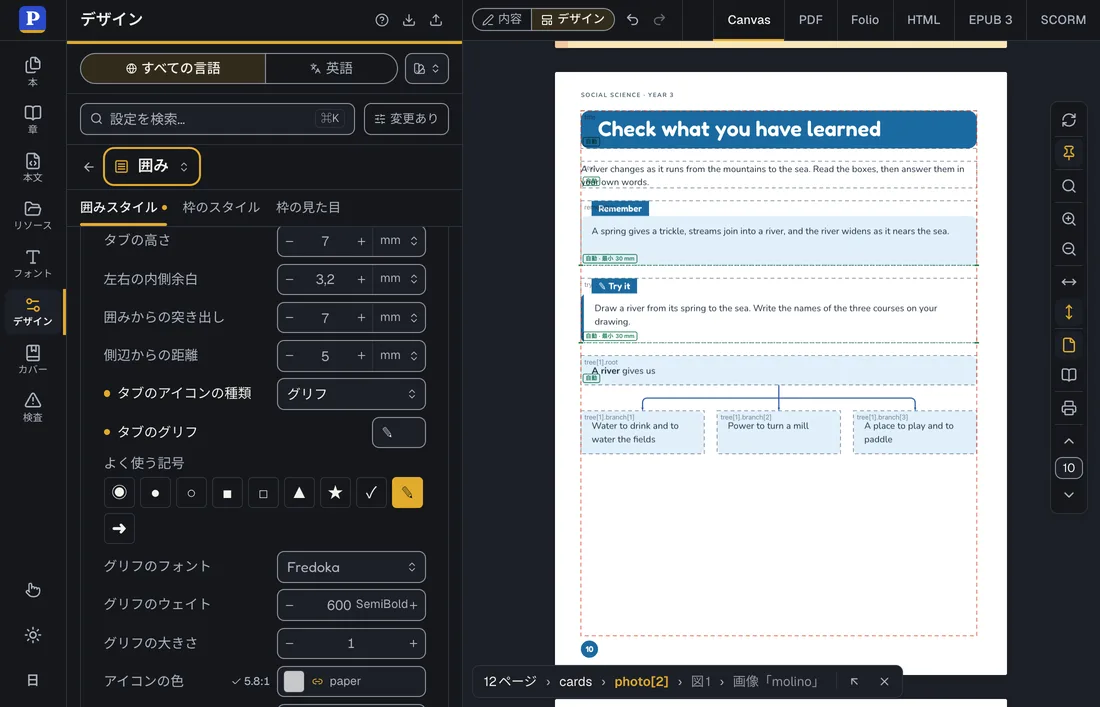 P
デザイン
内容
デザイン
Canvas
PDF
Folio
HTML
EPUB 3
SCORM
本
章
本文
リソース
フォント
デザイン
カバー
検査
すべての言語
英語
設定を検索...
⌘K
変更あり
囲み
囲みスタイル
枠のスタイル
枠の見た目
タブの高さ
− 7 + mm
左右の内側余白
− 3,2 + mm
囲みからの突き出し
− 7 + mm
側辺からの距離
− 5 + mm
タブのアイコンの種類
グリフ
タブのグリフ
✎
よく使う記号
◉ ● ○ ■ □ ▲ ★ ✓ ✎
➜
グリフのフォント
Fredoka
グリフのウェイト
− 600 SemiBold +
グリフの大きさ
− 1 +
アイコンの色
✓ 5.8:1
paper
SOCIAL SCIENCE · YEAR 3
Check what you have learned
自動
A river changes as it runs from the mountains to the sea. Read the boxes, then answer them in
your own words.
Remember
A spring gives a trickle, streams join into a river, and the river widens as it nears the sea.
自動 · 最小 30 mm
✎ Try it
Draw a river from its spring to the sea. Write the names of the three courses on your
drawing.
自動 · 最小 30 mm
tree[1].root
A river gives us
自動
tree[1].branch[1]
Water to drink and to
water the fields
tree[1].branch[2]
Power to turn a mill
tree[1].branch[3]
A place to play and to
paddle
10
10
12ページ › cards › photo[2] › 図1 › 画像「molino」